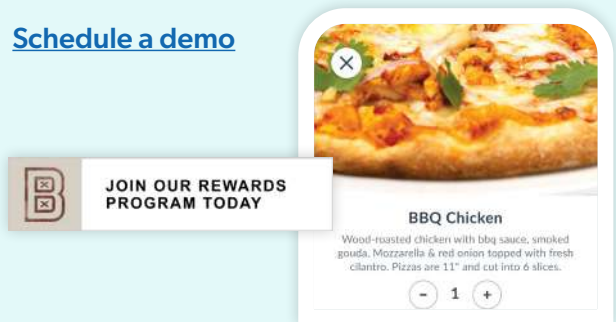 Schedule a demo
B
JOIN OUR REWARDS
PROGRAM TODAY
BBQ Chicken
Wood-roasted chicken with bbq sauce, smoked
gouda, Mozzarella & red onion topped with fresh
cilantro. Pizzas are 11" and cut into 6 slices.
- 1 +